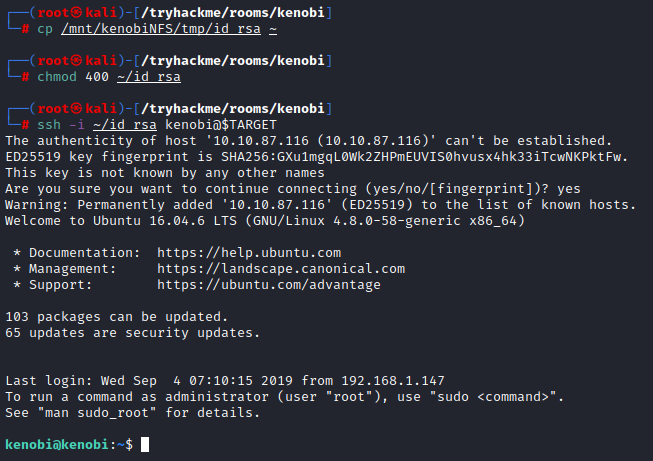 ┌──(root㉿kali)-[/tryhackme/rooms/kenobi]
└─# cp /mnt/kenobiNFS/tmp/id_rsa ~
┌──(root㉿kali)-[/tryhackme/rooms/kenobi]
└─# chmod 400 ~/id_rsa
┌──(root㉿kali)-[/tryhackme/rooms/kenobi]
└─# ssh -i ~/id_rsa kenobi@$TARGET
The authenticity of host '10.10.87.116 (10.10.87.116)' can't be established.
ED25519 key fingerprint is SHA256:GXu1mgqL0Wk2ZHPmEUVIS0hvusx4hk33iTcwNKPktFw.
This key is not known by any other names
Are you sure you want to continue connecting (yes/no/[fingerprint])? yes
Warning: Permanently added '10.10.87.116' (ED25519) to the list of known hosts.
Welcome to Ubuntu 16.04.6 LTS (GNU/Linux 4.8.0-58-generic x86_64)
 * Documentation:  https://help.ubuntu.com
 * Management:     https://landscape.canonical.com
 * Support:        https://ubuntu.com/advantage
103 packages can be updated.
65 updates are security updates.
Last login: Wed Sep  4 07:10:15 2019 from 192.168.1.147
To run a command as administrator (user "root"), use "sudo <command>".
See "man sudo_root" for details.
kenobi@kenobi:~$